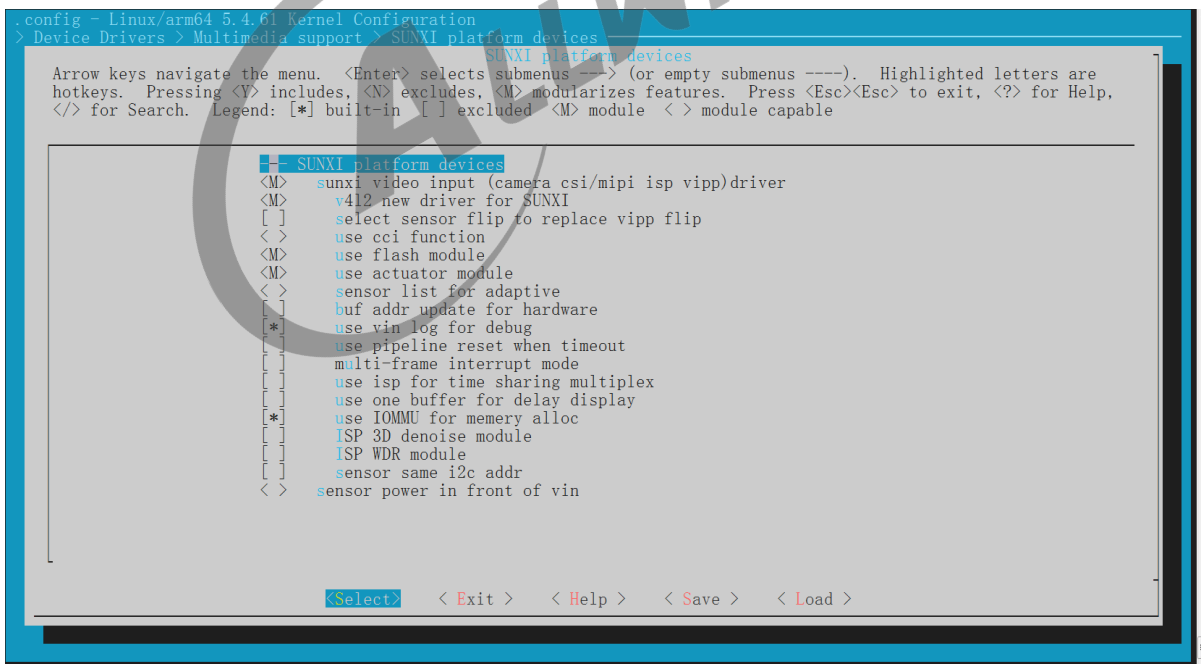 .config - Linux/arm64 5.4.61 Kernel Configuration
> Device Drivers > Multimedia support > SUNXI platform devices
SUNXI platform devices
Arrow keys navigate the menu.  <Enter> selects submenus ---> (or empty submenus ----).  Highlighted letters are
hotkeys.  Pressing <Y> includes, <N> excludes, <M> modularizes features.  Press <Esc><Esc> to exit, <?> for Help,
</> for Search.  Legend: [*] built-in  [ ] excluded  <M> module  < > module capable
--- SUNXI platform devices
<M>   sunxi video input (camera csi/mipi isp vipp)driver
<M>     v4l2 new driver for SUNXI
[ ]     select sensor flip to replace vipp flip
< >     use cci function
<M>     use flash module
<M>     use actuator module
< >     sensor list for adaptive
[ ]     buf addr update for hardware
[*]     use vin log for debug
[ ]     use pipeline reset when timeout
[ ]     multi-frame interrupt mode
[ ]     use isp for time sharing multiplex
[ ]     use one buffer for delay display
[*]     use IOMMU for memery alloc
[ ]     ISP 3D denoise module
[ ]     ISP WDR module
[ ]     sensor same i2c addr
< >   sensor power in front of vin
<Select>    < Exit >    < Help >    < Save >    < Load >
ALLW